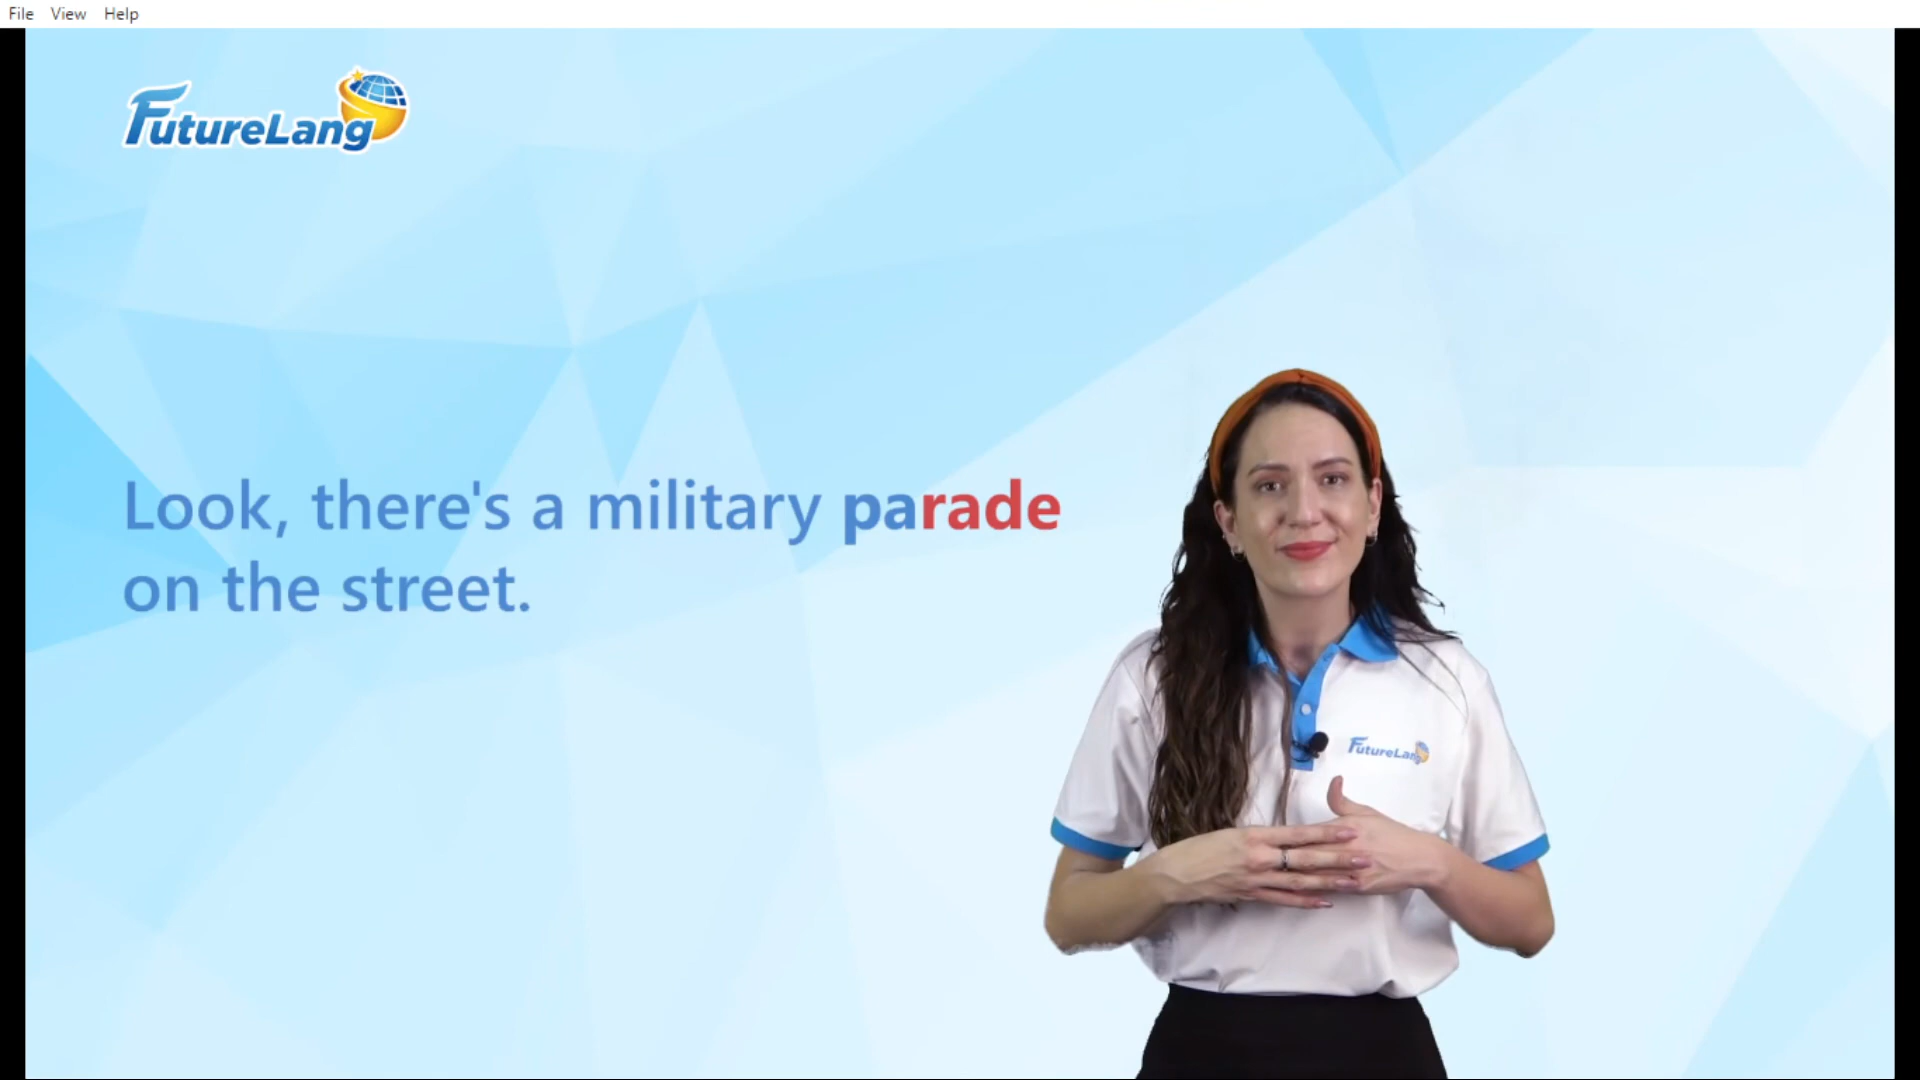 File View Help
FutureLang
Look, there's a military parade
on the street.
FutureLang